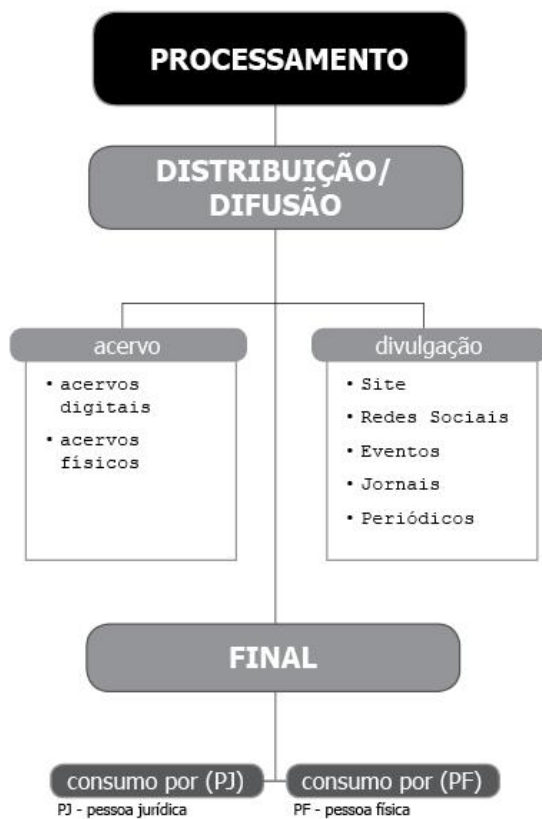 PROCESSAMENTO
DISTRIBUIÇÃO/
DIFUSÃO
acervo
• acervos
digitais
• acervos
físicos
divulgação
• Site
• Redes Sociais
• Eventos
• Jornais
• Periódicos
FINAL
consumo por (PJ)
PJ - pessoa jurídica
consumo por (PF)
PF - pessoa física